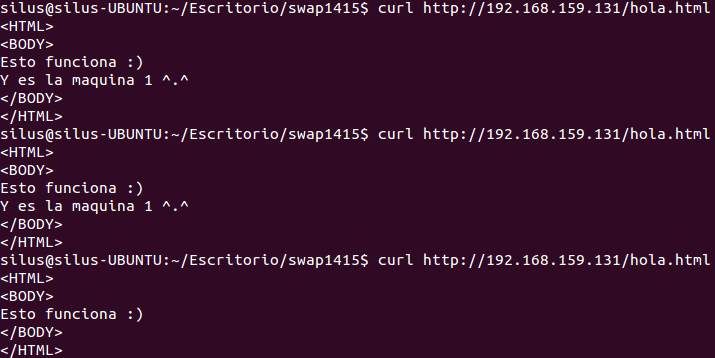 silus@silus-UBUNTU:~/Escritorio/swap1415$ curl http://192.168.159.131/hola.html
<HTML>
<BODY>
Esto funciona :)
Y es la maquina 1 ^.^
</BODY>
</HTML>
silus@silus-UBUNTU:~/Escritorio/swap1415$ curl http://192.168.159.131/hola.html
<HTML>
<BODY>
Esto funciona :)
Y es la maquina 1 ^.^
</BODY>
</HTML>
silus@silus-UBUNTU:~/Escritorio/swap1415$ curl http://192.168.159.131/hola.html
<HTML>
<BODY>
Esto funciona :)
</BODY>
</HTML>